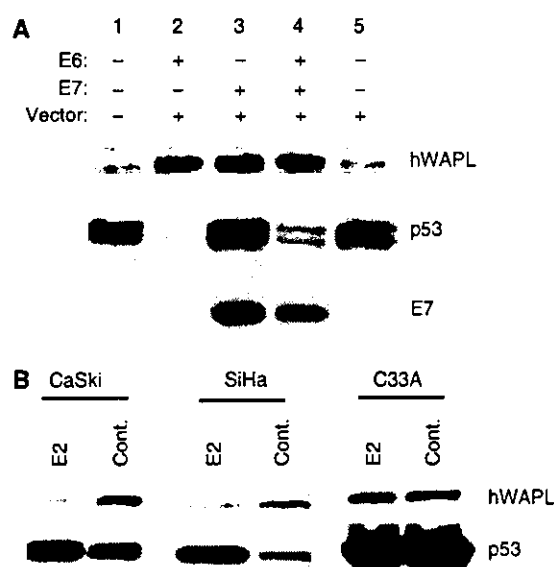 A 1 2 3 4 5
E6: – + – + –
E7: – – + + –
Vector: – + + + +
hWAPL
p53
E7
B CaSki SiHa C33A
E2 Cont. E2 Cont. E2 Cont.
hWAPL
p53